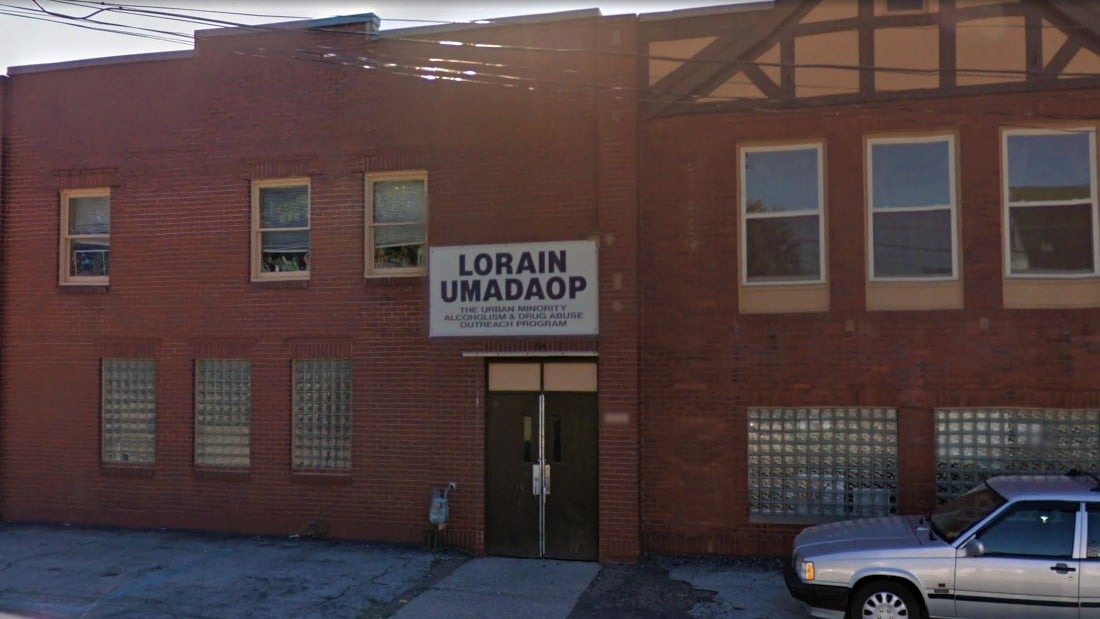 LORAIN
UMADAOP
THE URBAN MINORITY
ALCOHOLISM & DRUG ABUSE
OUTREACH PROGRAM